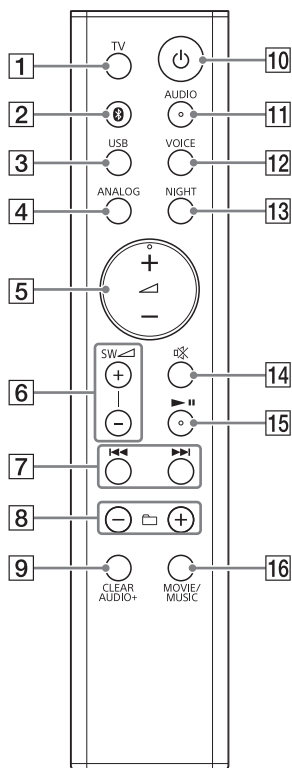 TV
1
10
AUDIO
2
11
USB
VOICE
3
12
ANALOG
NIGHT
4
13
+
5
−
SW
+
14
6
−
15
7
8
−
+
9
16
CLEAR
AUDIO+
MOVIE/
MUSIC